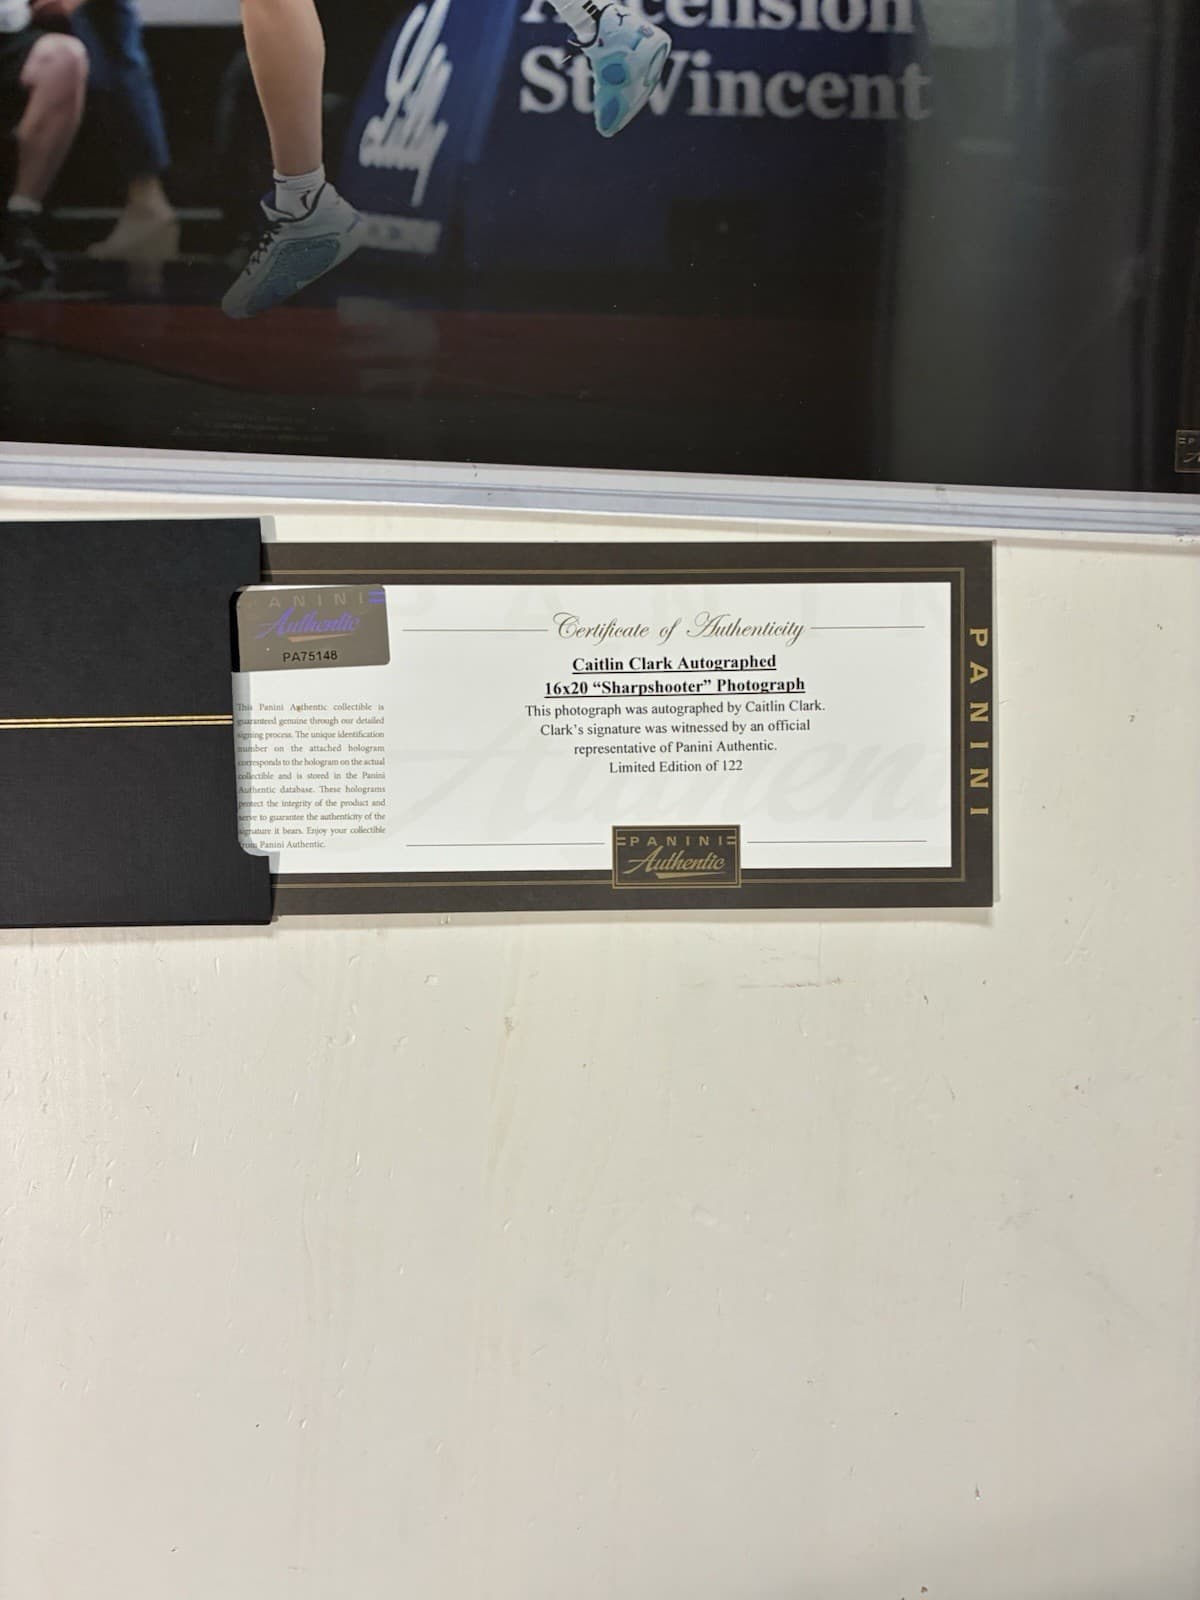 Ascension
St Vincent
Lilly
PANINI
Authentic
PA75148
This Panini Authentic collectible is
guaranteed genuine through our detailed
signing process. The unique identification
number on the attached hologram
corresponds to the hologram on the actual
collectible and is stored in the Panini
Authentic database. These holograms
protect the integrity of the product and
serve to guarantee the authenticity of the
signature it bears. Enjoy your collectible
from Panini Authentic.
Certificate of Authenticity
Caitlin Clark Autographed
16x20 “Sharpshooter” Photograph
This photograph was autographed by Caitlin Clark.
Clark’s signature was witnessed by an official
representative of Panini Authentic.
Limited Edition of 122
PANINI
Authentic
PANINI